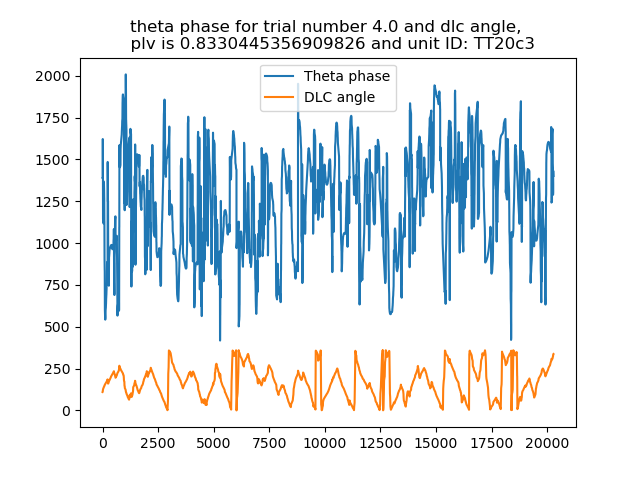 theta phase for trial number 4.0 and dlc angle,
plv is 0.8330445356909826 and unit ID: TT20c3
Theta phase
DLC angle
2000
1750
1500
1250
1000
750
500
250
0
0 2500 5000 7500 10000 12500 15000 17500 20000